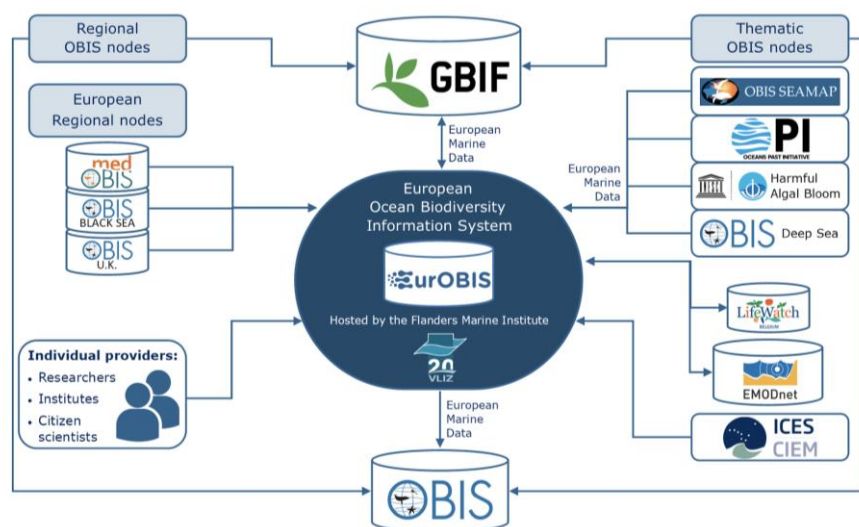 Regional
OBIS nodes
GBIF
Thematic
OBIS nodes
European
Regional nodes
med
OBIS
OBIS
BLACK SEA
OBIS
U.K.
European
Marine
Data
European
Ocean Biodiversity
Information System
EurOBIS
Hosted by the Flanders Marine Institute
20
VLIZ
European
Marine
Data
OBIS SEAMAP
PI
OCEANS PAST INITIATIVE
Harmful
Algal Bloom
OBIS Deep Sea
LifeWatch
BELGIUM
EMODnet
ICES
CIEM
Individual providers:
• Researchers
• Institutes
• Citizen
scientists
European
Marine
Data
OBIS